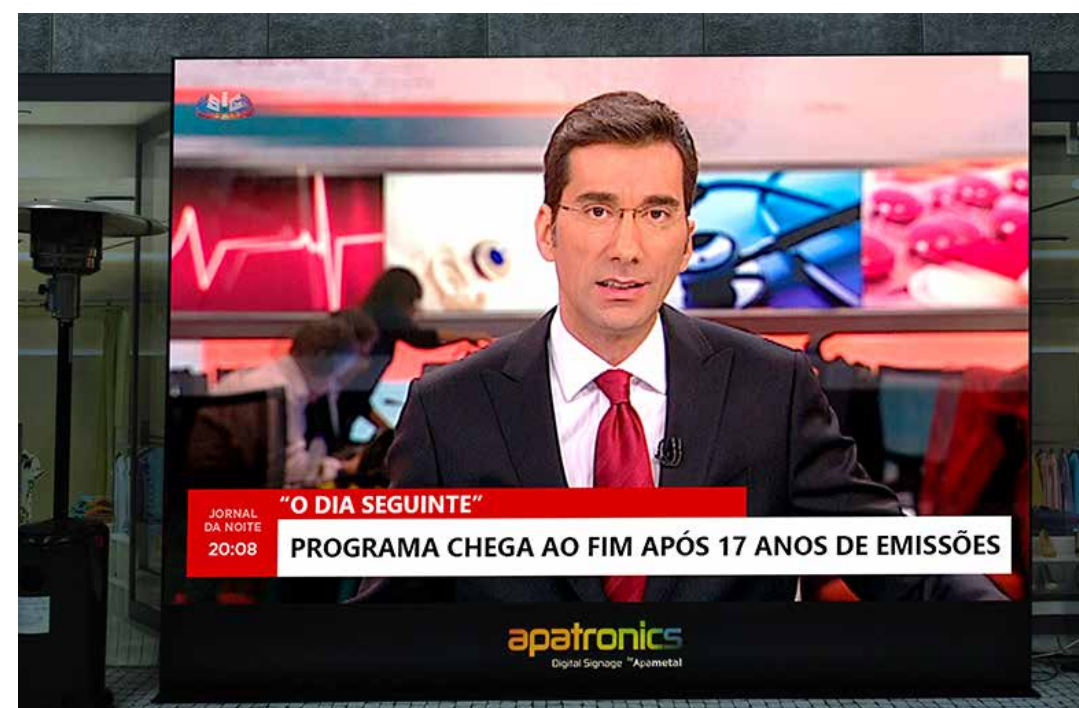 SIC
"O DIA SEGUINTE"
JORNAL
DA NOITE
20:08
PROGRAMA CHEGA AO FIM APÓS 17 ANOS DE EMISSÕES
apatronics
Digital Signage by Apametal